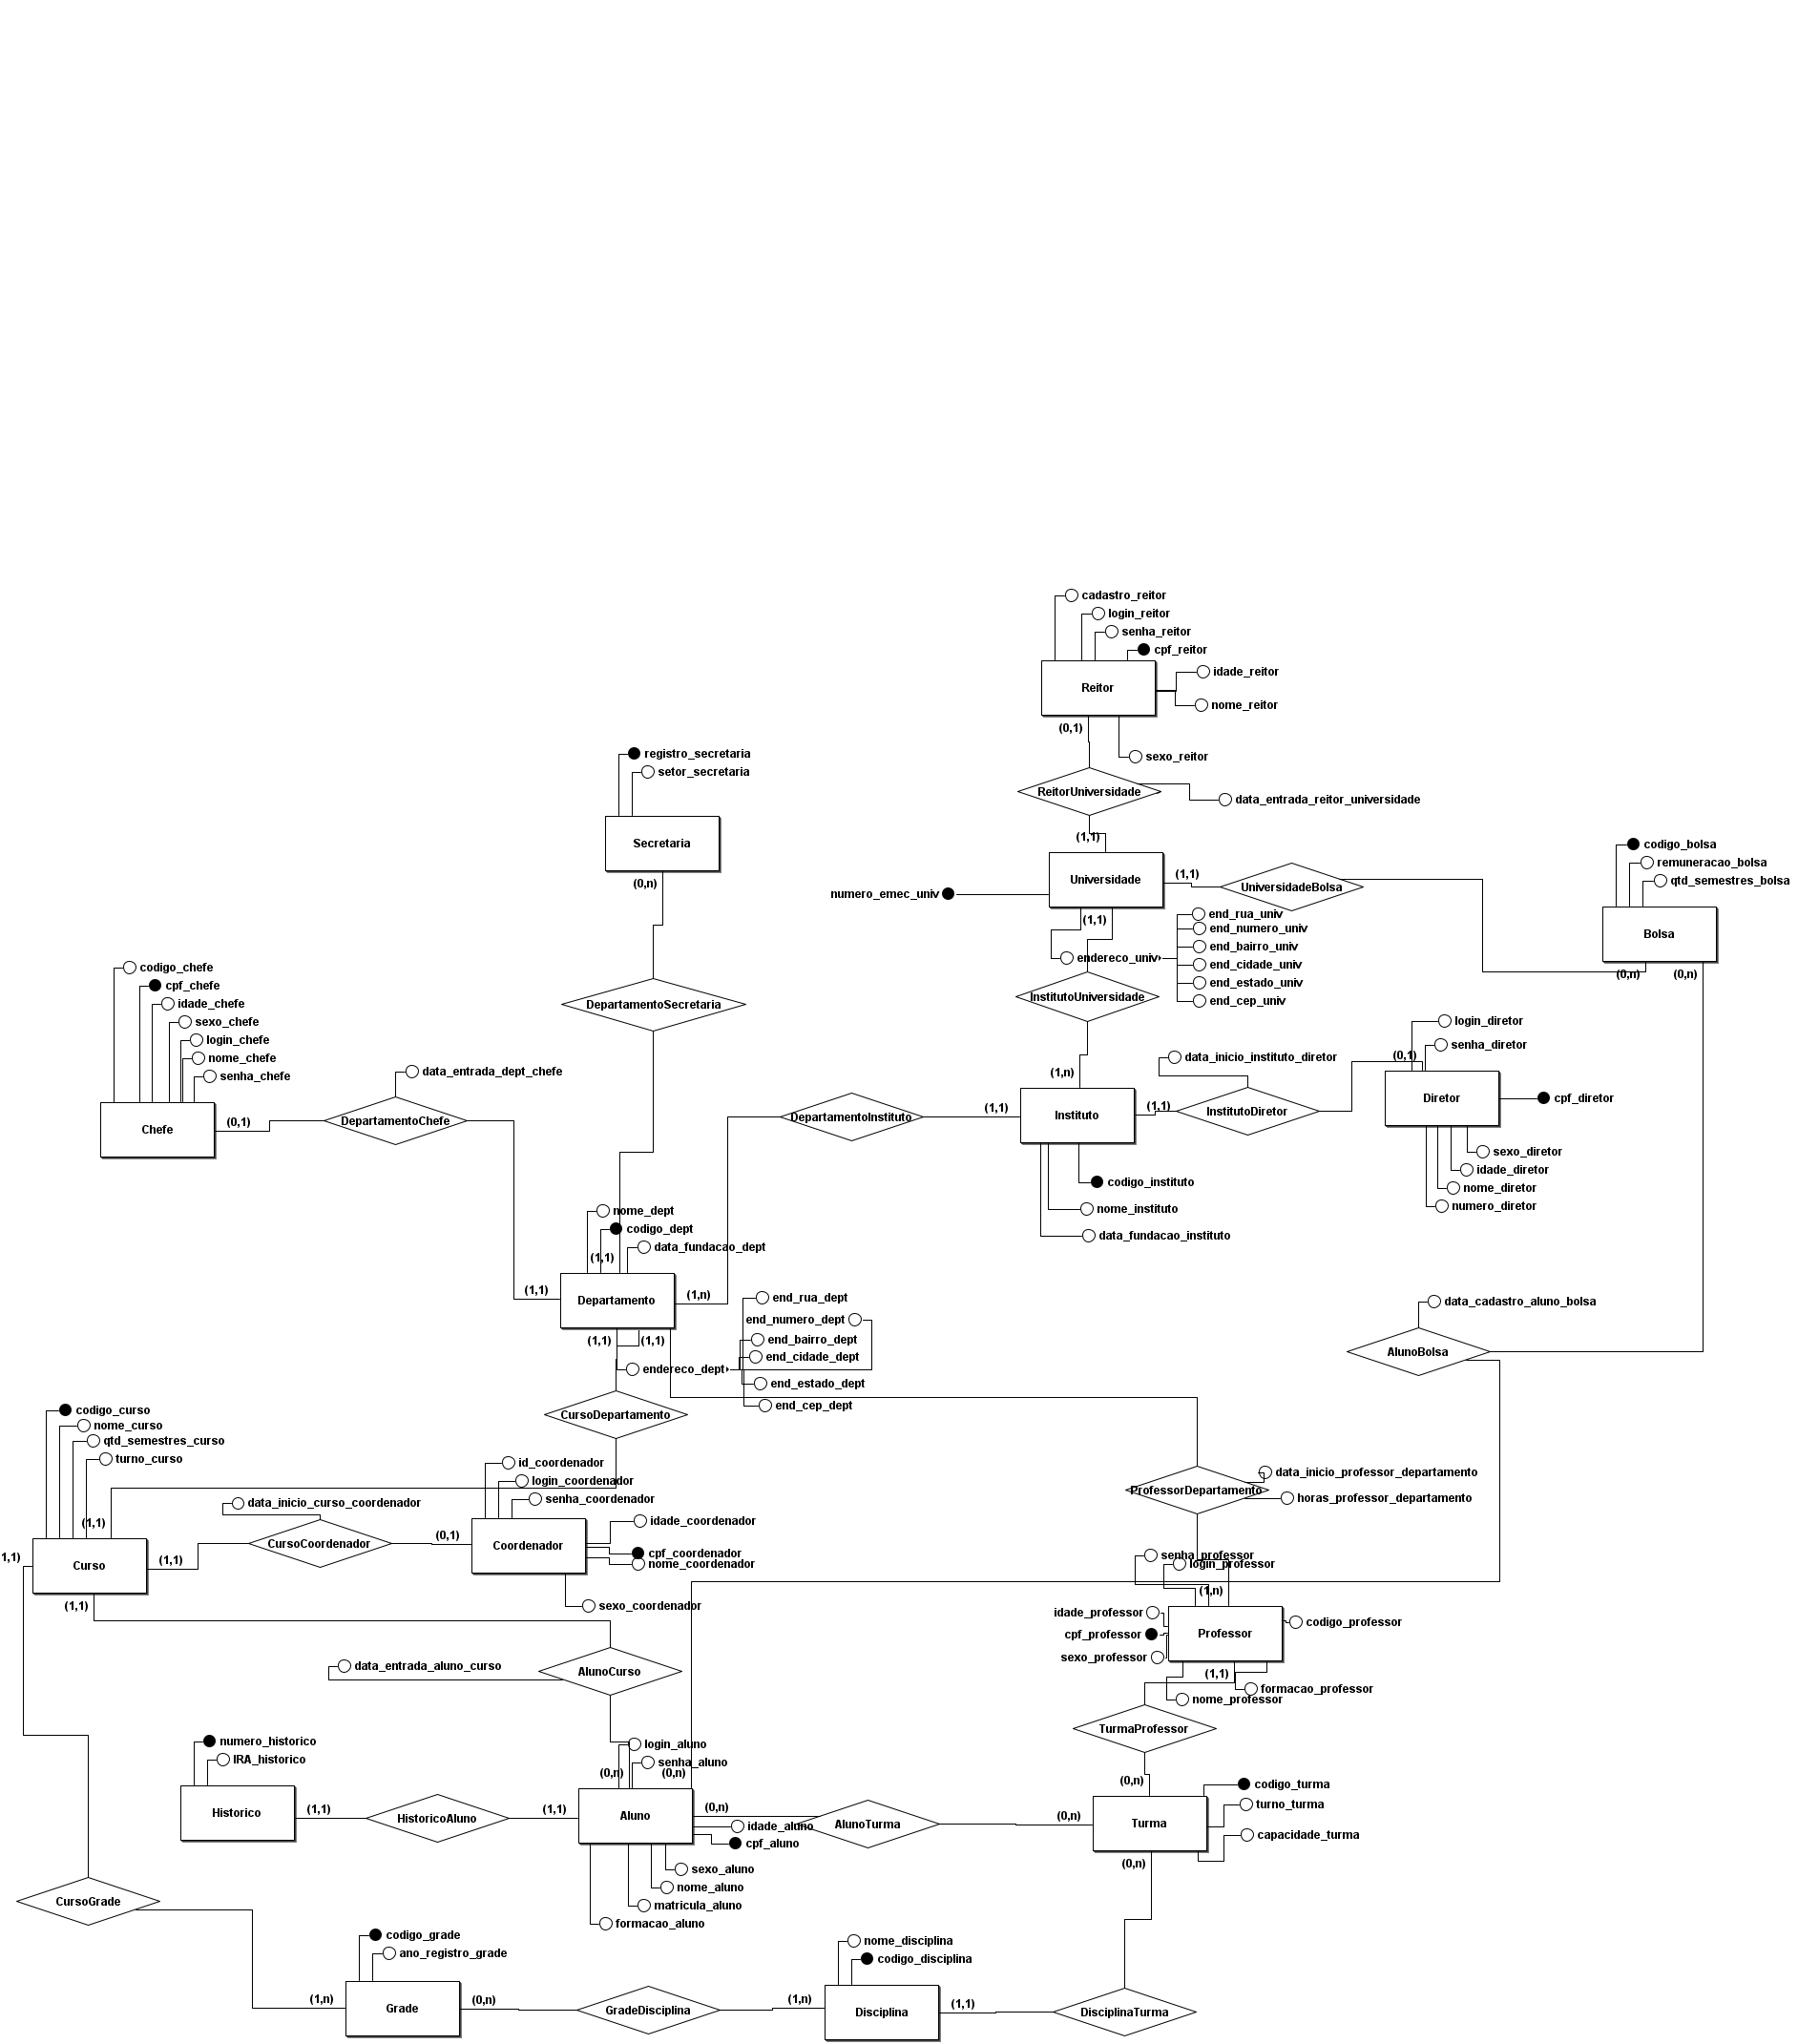 cadastro_reitor
login_reitor
senha_reitor
cpf_reitor
idade_reitor
Reitor
nome_reitor
(0,1)
sexo_reitor
registro_secretaria
setor_secretaria
ReitorUniversidade
data_entrada_reitor_universidade
Secretaria
(1,1)
codigo_bolsa
remuneracao_bolsa
qtd_semestres_bolsa
Universidade
(1,1)
UniversidadeBolsa
numero_emec_univ
(0,n)
(1,1)
end_rua_univ
end_numero_univ
end_bairro_univ
endereco_univ
end_cidade_univ
end_estado_univ
end_cep_univ
Bolsa
(0,n)
(0,n)
codigo_chefe
cpf_chefe
idade_chefe
sexo_chefe
login_chefe
nome_chefe
senha_chefe
DepartamentoSecretaria
InstitutoUniversidade
login_diretor
senha_diretor
data_inicio_instituto_diretor
(0,1)
data_entrada_dept_chefe
(1,n)
Chefe
(0,1)
DepartamentoChefe
DepartamentoInstituto
(1,1)
Instituto
(1,1)
InstitutoDiretor
Diretor
cpf_diretor
sexo_diretor
idade_diretor
nome_diretor
numero_diretor
codigo_instituto
nome_instituto
data_fundacao_instituto
nome_dept
codigo_dept
data_fundacao_dept
(1,1)
(1,1)
Departamento
(1,n)
end_rua_dept
end_numero_dept
end_bairro_dept
end_cidade_dept
(1,1)
(1,1)
endereco_dept
end_estado_dept
end_cep_dept
data_cadastro_aluno_bolsa
AlunoBolsa
CursoDepartamento
codigo_curso
nome_curso
qtd_semestres_curso
turno_curso
id_coordenador
login_coordenador
senha_coordenador
data_inicio_professor_departamento
ProfessorDepartamento
horas_professor_departamento
data_inicio_curso_coordenador
(1,1)
CursoCoordenador
(0,1)
Coordenador
idade_coordenador
cpf_coordenador
nome_coordenador
sexo_coordenador
1,1)
Curso
(1,1)
(1,1)
senha_professor
login_professor
(1,n)
idade_professor
cpf_professor
sexo_professor
Professor
codigo_professor
(1,1)
formacao_professor
nome_professor
data_entrada_aluno_curso
AlunoCurso
TurmaProfessor
numero_historico
IRA_historico
login_aluno
senha_aluno
(0,n)
(0,n)
(0,n)
codigo_turma
turno_turma
capacidade_turma
Historico
(1,1)
HistoricoAluno
(1,1)
Aluno
(0,n)
idade_aluno
cpf_aluno
AlunoTurma
(0,n)
Turma
(0,n)
sexo_aluno
nome_aluno
matricula_aluno
formacao_aluno
CursoGrade
codigo_grade
ano_registro_grade
nome_disciplina
codigo_disciplina
(1,n)
Grade
(0,n)
GradeDisciplina
(1,n)
Disciplina
(1,1)
DisciplinaTurma